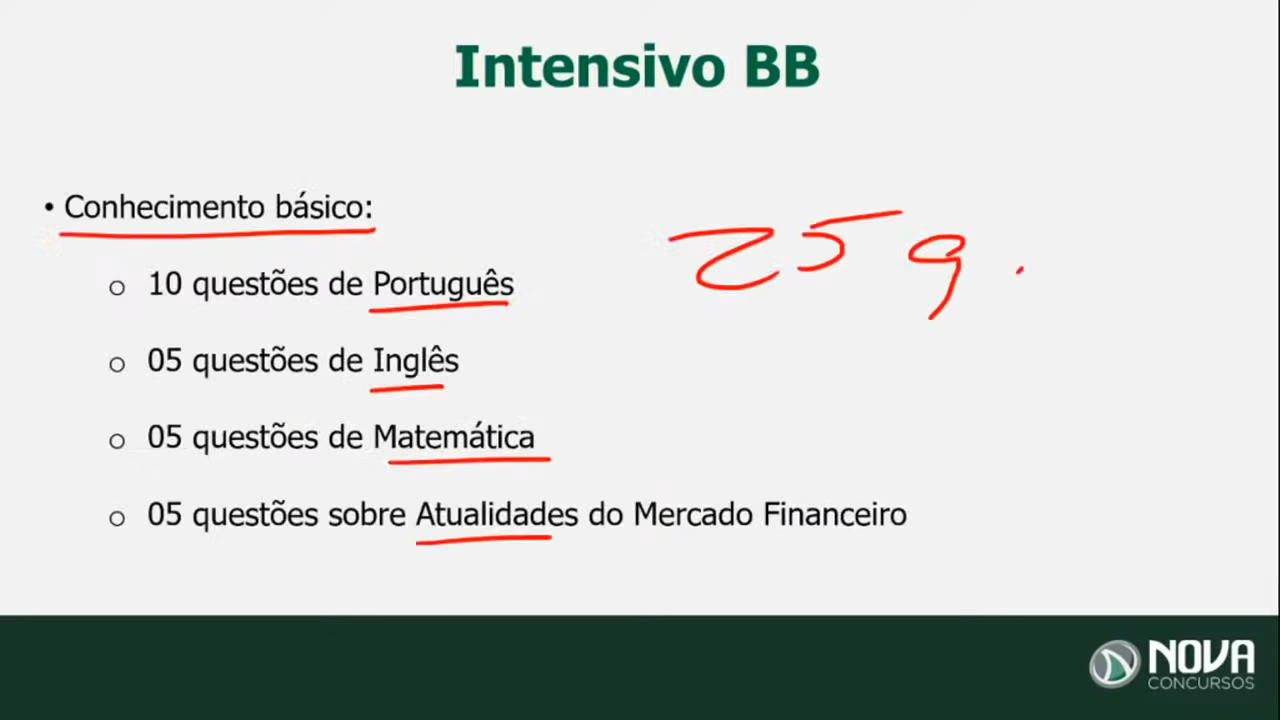 Intensivo BB
• Conhecimento básico:
o 10 questões de Português
25 q.
o 05 questões de Inglês
o 05 questões de Matemática
o 05 questões sobre Atualidades do Mercado Financeiro
NOVA
CONCURSOS